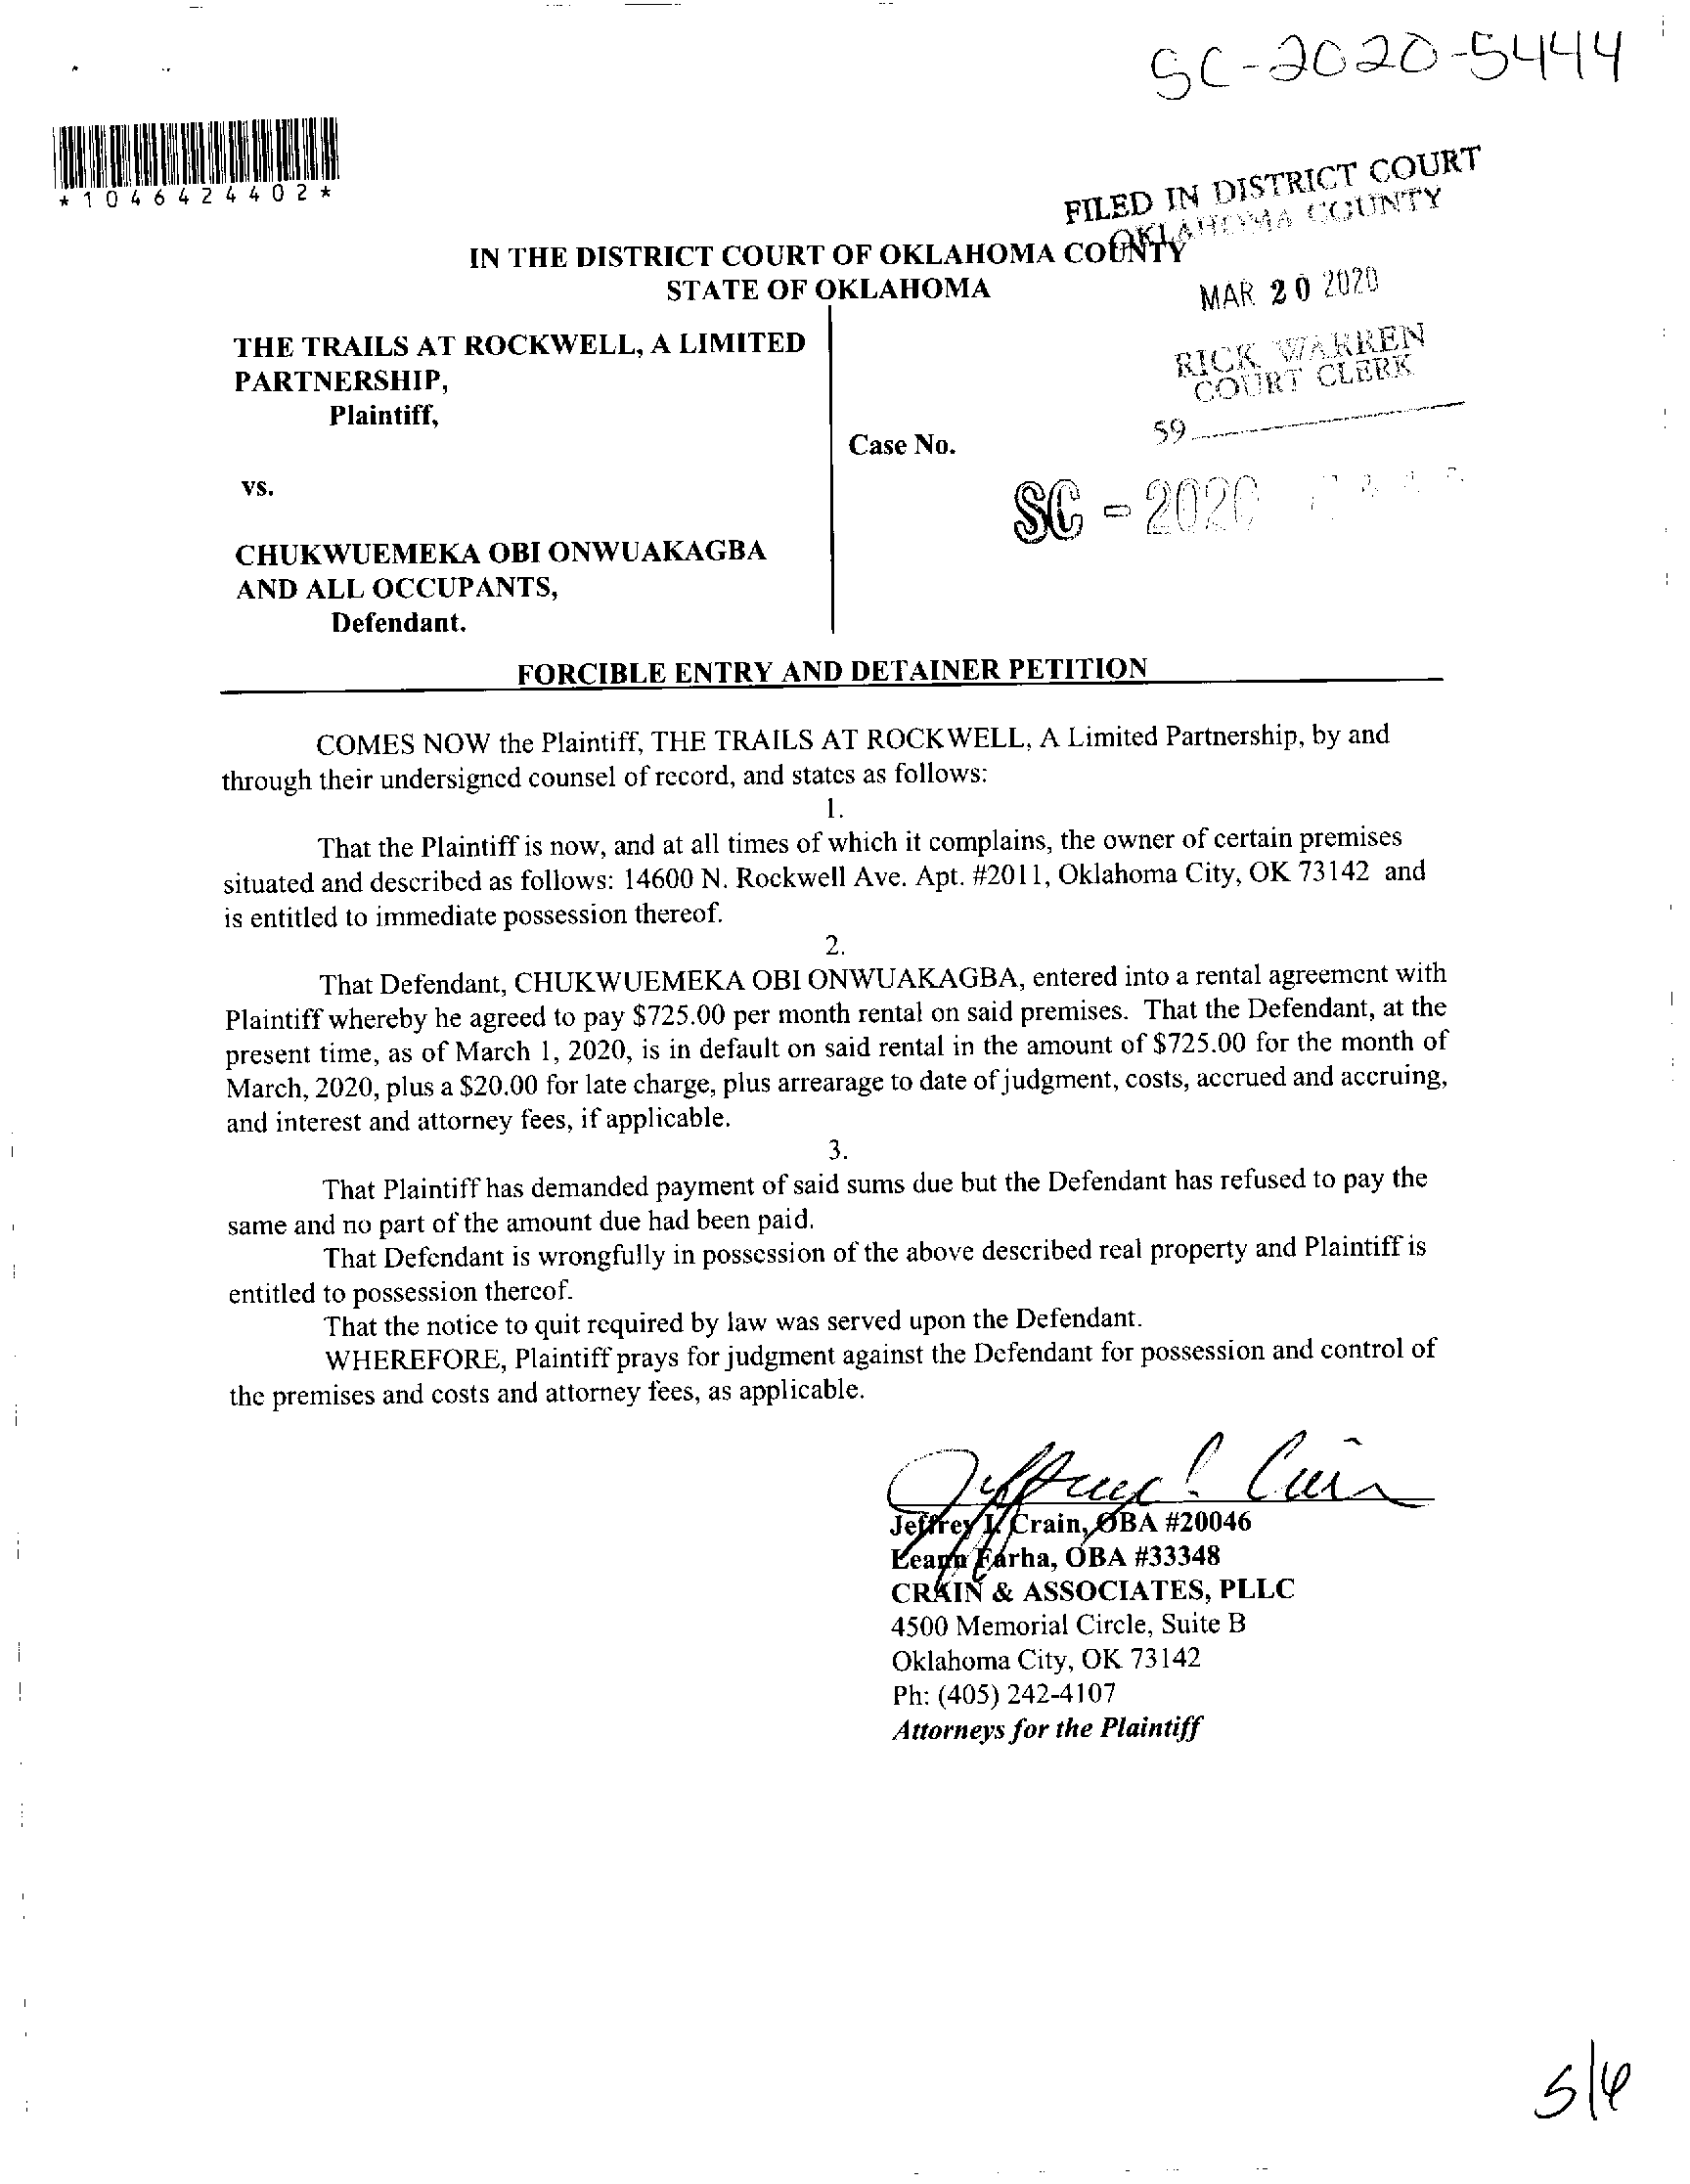 SC-2020-5444
*1046424402*
FILED IN DISTRICT COURT
OKLAHOMA COUNTY
IN THE DISTRICT COURT OF OKLAHOMA COUNTY
STATE OF OKLAHOMA
MAR 20 2020
THE TRAILS AT ROCKWELL, A LIMITED
PARTNERSHIP,
Plaintiff,
RICK WARREN
COURT CLERK
59
Case No.
vs.
SC - 2020
CHUKWUEMEKA OBI ONWUAKAGBA
AND ALL OCCUPANTS,
Defendant.
FORCIBLE ENTRY AND DETAINER PETITION
COMES NOW the Plaintiff, THE TRAILS AT ROCKWELL, A Limited Partnership, by and
through their undersigned counsel of record, and states as follows:
1.
That the Plaintiff is now, and at all times of which it complains, the owner of certain premises
situated and described as follows: 14600 N. Rockwell Ave. Apt. #2011, Oklahoma City, OK 73142 and
is entitled to immediate possession thereof.
2.
That Defendant, CHUKWUEMEKA OBI ONWUAKAGBA, entered into a rental agreement with
Plaintiff whereby he agreed to pay $725.00 per month rental on said premises. That the Defendant, at the
present time, as of March 1, 2020, is in default on said rental in the amount of $725.00 for the month of
March, 2020, plus a $20.00 for late charge, plus arrearage to date of judgment, costs, accrued and accruing,
and interest and attorney fees, if applicable.
3.
That Plaintiff has demanded payment of said sums due but the Defendant has refused to pay the
same and no part of the amount due had been paid.
That Defendant is wrongfully in possession of the above described real property and Plaintiff is
entitled to possession thereof.
That the notice to quit required by law was served upon the Defendant.
WHEREFORE, Plaintiff prays for judgment against the Defendant for possession and control of
the premises and costs and attorney fees, as applicable.
Jeffrey Crain, OBA #20046
Leann Farha, OBA #33348
CRAIN & ASSOCIATES, PLLC
4500 Memorial Circle, Suite B
Oklahoma City, OK 73142
Ph: (405) 242-4107
Attorneys for the Plaintiff